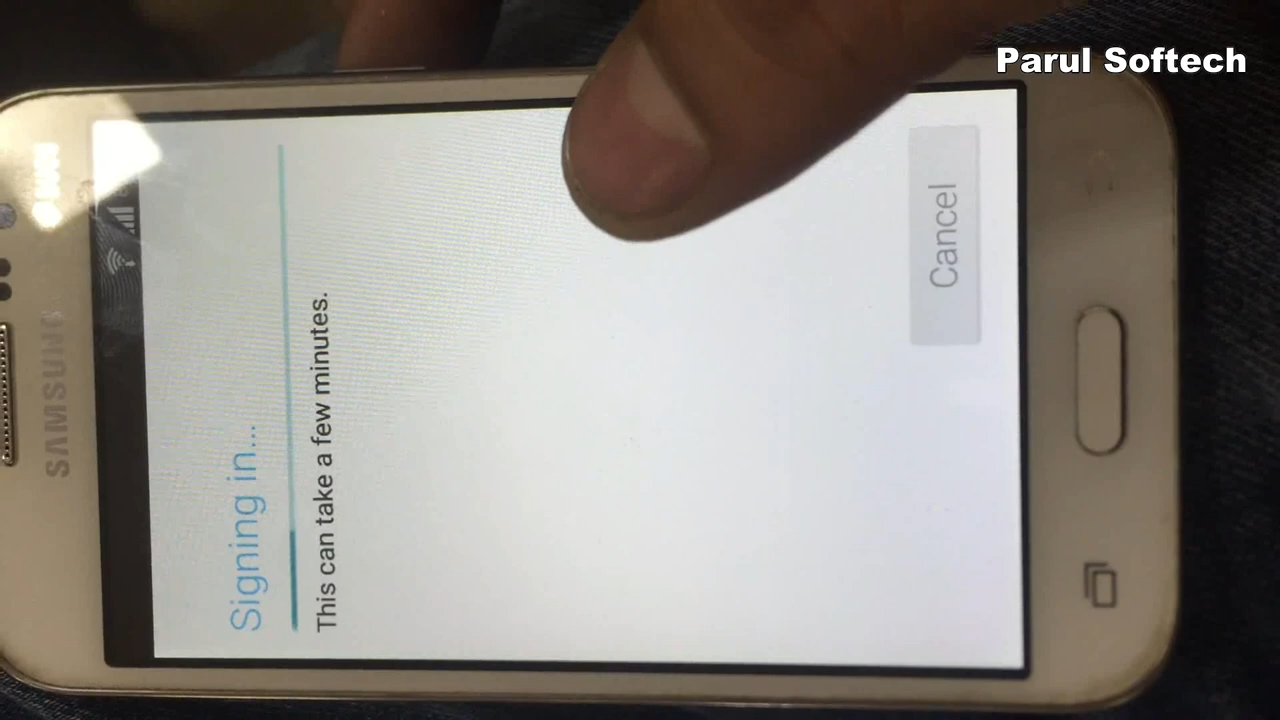 Parul Softech
SAMSUNG
Signing in...
This can take a few minutes.
Cancel